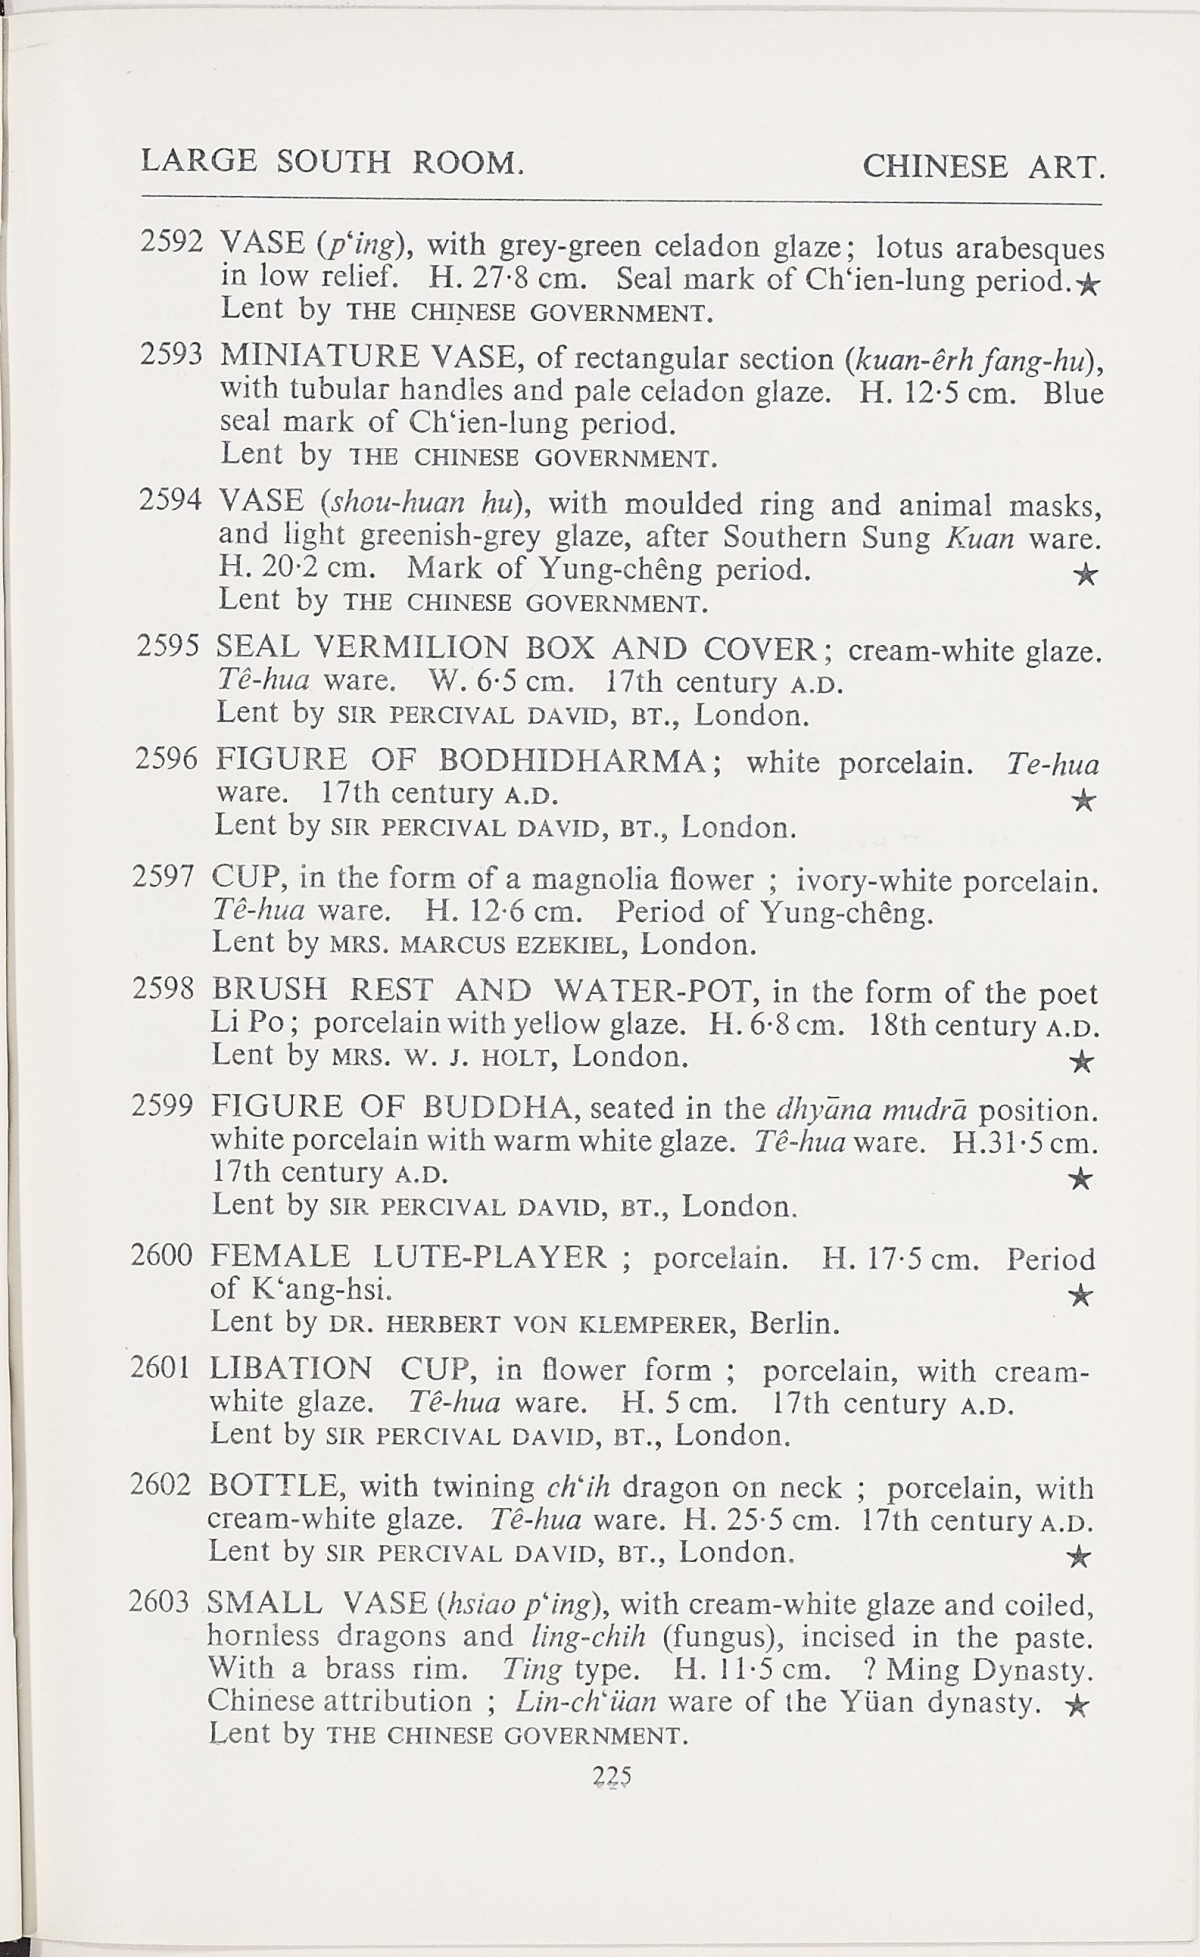 LARGE SOUTH ROOM. CHINESE ART.
2592 VASE (p‘ing), with grey-green celadon glaze; lotus arabesques
in low relief. H. 27·8 cm. Seal mark of Ch‘ien-lung period.★
Lent by THE CHINESE GOVERNMENT.
2593 MINIATURE VASE, of rectangular section (kuan-êrh fang-hu),
with tubular handles and pale celadon glaze. H. 12·5 cm. Blue
seal mark of Ch‘ien-lung period.
Lent by THE CHINESE GOVERNMENT.
2594 VASE (shou-huan hu), with moulded ring and animal masks,
and light greenish-grey glaze, after Southern Sung Kuan ware.
H. 20·2 cm. Mark of Yung-chêng period. ★
Lent by THE CHINESE GOVERNMENT.
2595 SEAL VERMILION BOX AND COVER; cream-white glaze.
Tê-hua ware. W. 6·5 cm. 17th century A.D.
Lent by SIR PERCIVAL DAVID, BT., London.
2596 FIGURE OF BODHIDHARMA; white porcelain. Te-hua
ware. 17th century A.D. ★
Lent by SIR PERCIVAL DAVID, BT., London.
2597 CUP, in the form of a magnolia flower ; ivory-white porcelain.
Tê-hua ware. H. 12·6 cm. Period of Yung-chêng.
Lent by MRS. MARCUS EZEKIEL, London.
2598 BRUSH REST AND WATER-POT, in the form of the poet
Li Po; porcelain with yellow glaze. H. 6·8 cm. 18th century A.D.
Lent by MRS. W. J. HOLT, London. ★
2599 FIGURE OF BUDDHA, seated in the dhyāna mudrā position.
white porcelain with warm white glaze. Tê-hua ware. H.31·5 cm.
17th century A.D. ★
Lent by SIR PERCIVAL DAVID, BT., London.
2600 FEMALE LUTE-PLAYER ; porcelain. H. 17·5 cm. Period
of K‘ang-hsi. ★
Lent by DR. HERBERT VON KLEMPERER, Berlin.
2601 LIBATION CUP, in flower form ; porcelain, with cream-
white glaze. Tê-hua ware. H. 5 cm. 17th century A.D.
Lent by SIR PERCIVAL DAVID, BT., London.
2602 BOTTLE, with twining ch‘ih dragon on neck ; porcelain, with
cream-white glaze. Tê-hua ware. H. 25·5 cm. 17th century A.D.
Lent by SIR PERCIVAL DAVID, BT., London. ★
2603 SMALL VASE (hsiao p‘ing), with cream-white glaze and coiled,
hornless dragons and ling-chih (fungus), incised in the paste.
With a brass rim. Ting type. H. 11·5 cm. ? Ming Dynasty.
Chinese attribution ; Lin-ch‘üan ware of the Yüan dynasty. ★
Lent by THE CHINESE GOVERNMENT.
225